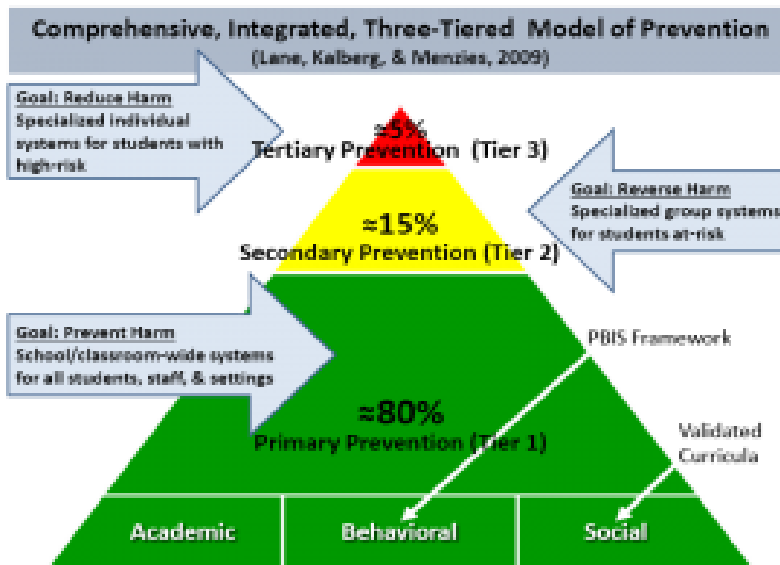 Comprehensive, Integrated, Three-Tiered Model of Prevention
(Lane, Kalberg, & Menzies, 2009)
Goal: Reduce Harm
Specialized individual
systems for students with
high-risk
≈5%
Tertiary Prevention (Tier 3)
Goal: Reverse Harm
Specialized group systems
for students at-risk
≈15%
Secondary Prevention (Tier 2)
Goal: Prevent Harm
School/classroom-wide systems
for all students, staff, & settings
PBIS Framework
≈80%
Primary Prevention (Tier 1)
Validated
Curricula
Academic
Behavioral
Social